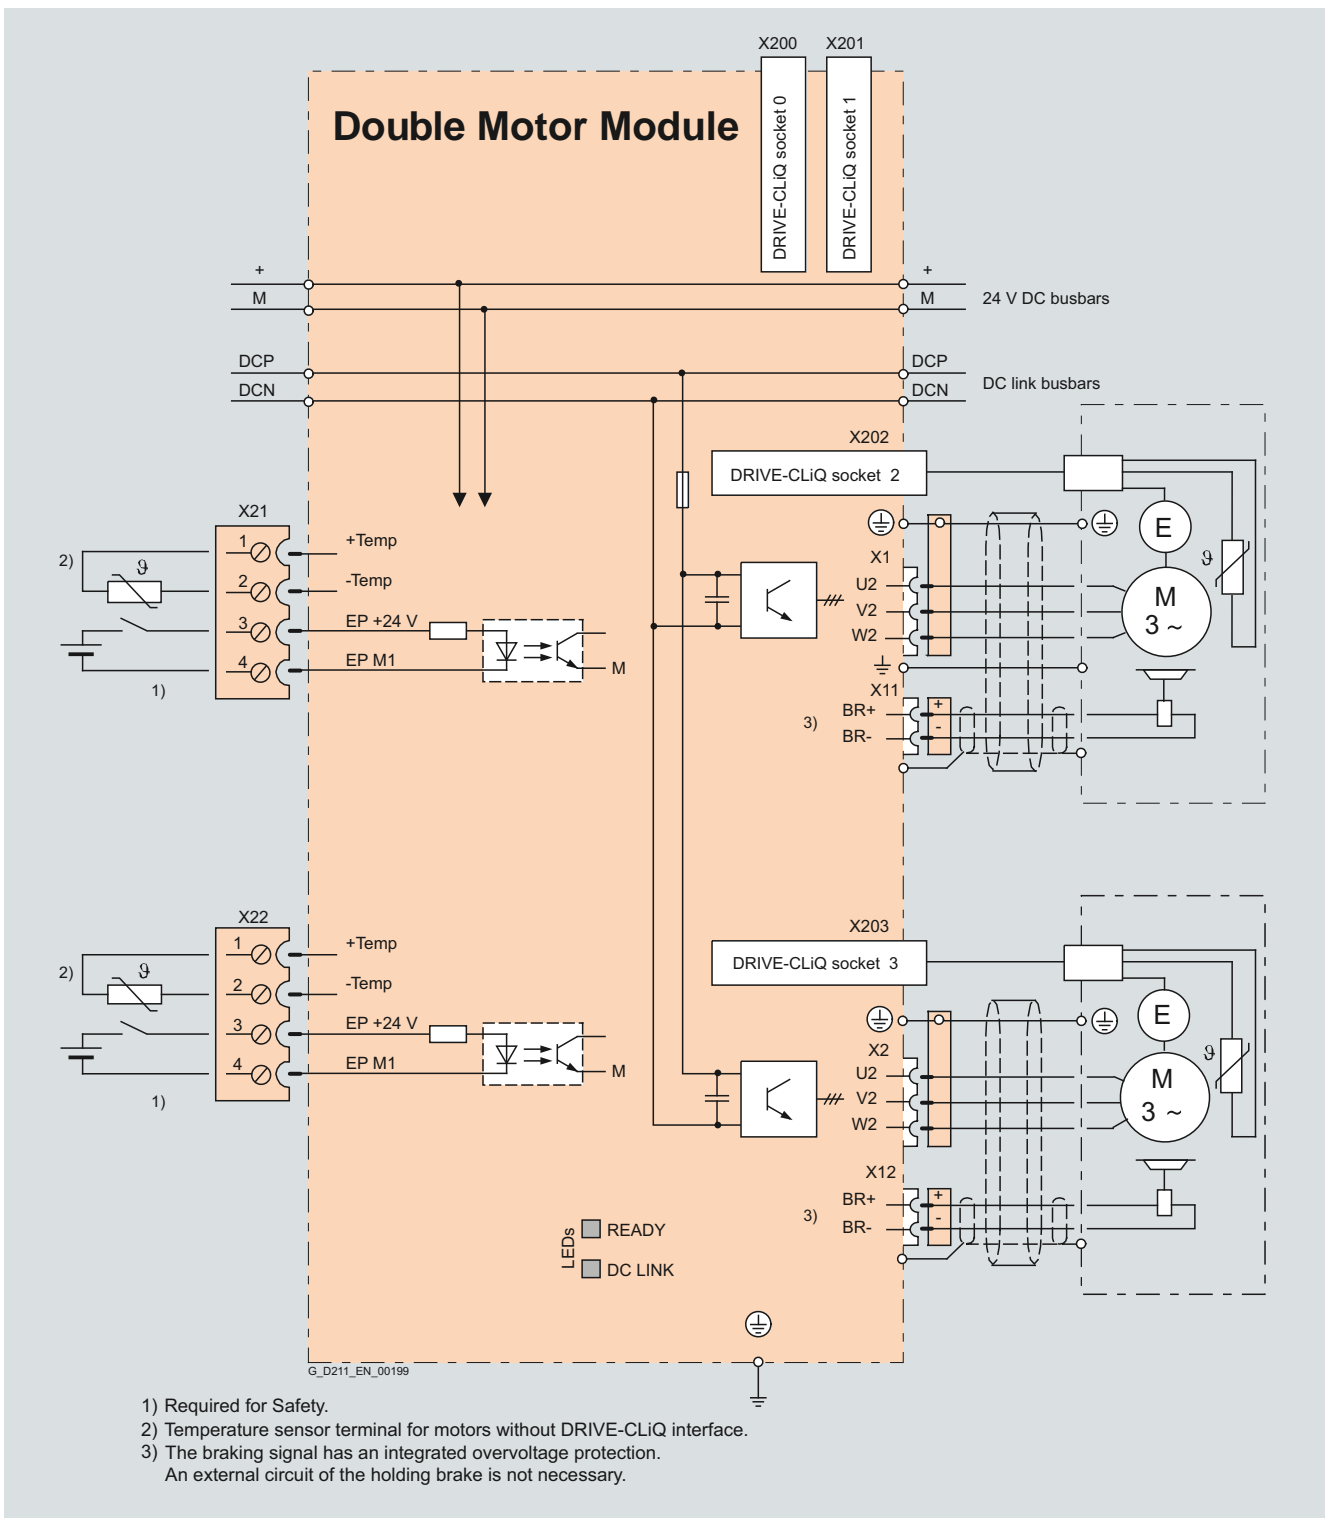 X200 X201
Double Motor Module
DRIVE-CLiQ socket 0
DRIVE-CLiQ socket 1
+ +
M M 24 V DC busbars
DCP DCP
DCN DCN DC link busbars
X202
DRIVE-CLiQ socket 2
X21
1 +Temp
2) ϑ
2 -Temp
3 EP +24 V
4 EP M1
M
1)
E
ϑ
X1
U2
V2
W2
M
3 ~
X11
3) BR+ +
BR- -
X22
1 +Temp
2) ϑ
2 -Temp
3 EP +24 V
4 EP M1
M
1)
X203
DRIVE-CLiQ socket 3
E
ϑ
X2
U2
V2
W2
M
3 ~
X12
3) BR+ +
BR- -
LEDs
READY
DC LINK
G_D211_EN_00199
1) Required for Safety.
2) Temperature sensor terminal for motors without DRIVE-CLiQ interface.
3) The braking signal has an integrated overvoltage protection.
An external circuit of the holding brake is not necessary.